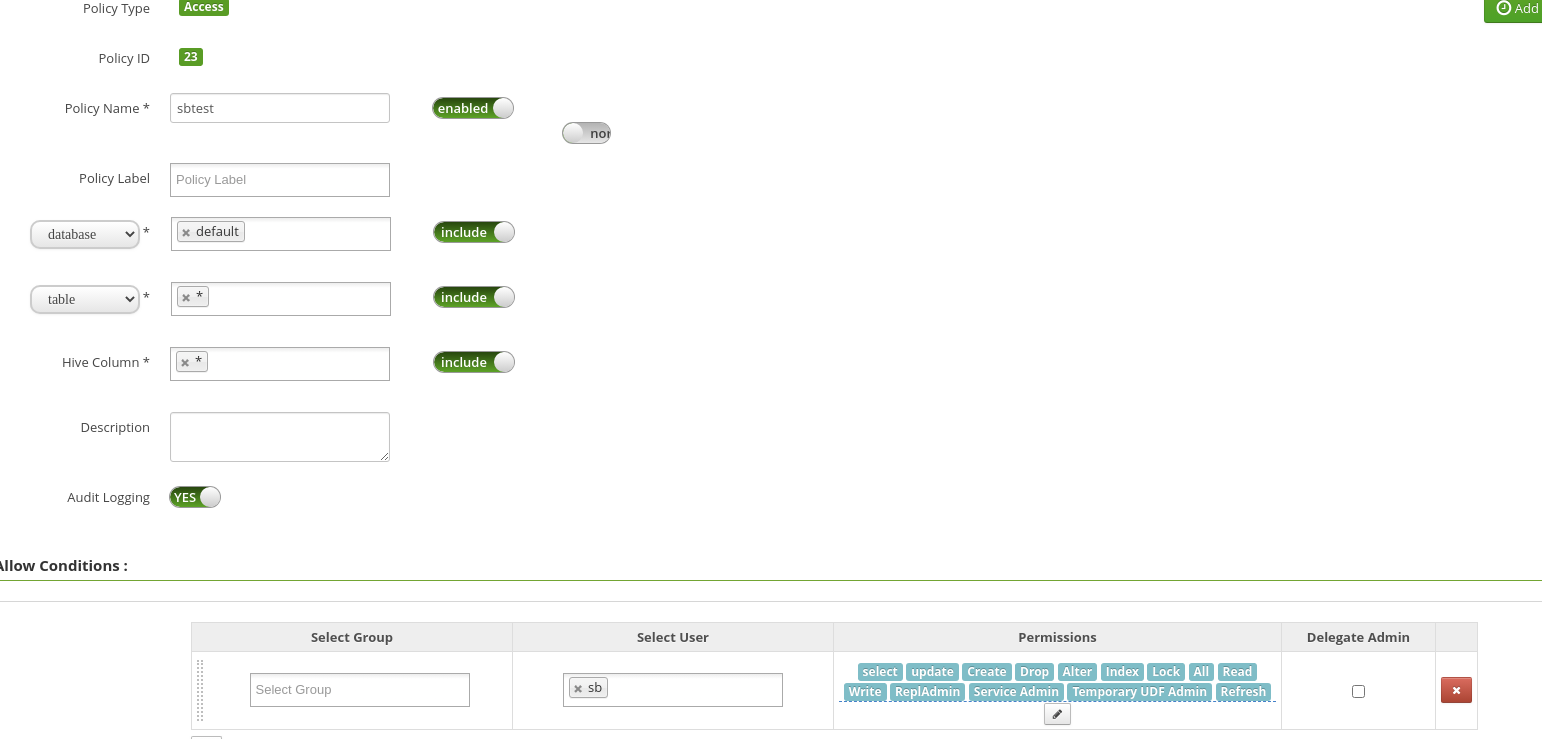 Policy Type Access
Add
Policy ID 23
Policy Name * sbtest enabled
nor
Policy Label Policy Label
database * × default include
table * × * include
Hive Column * × * include
Description
Audit Logging YES
Allow Conditions :
Select Group Select User Permissions Delegate Admin
select update Create Drop Alter Index Lock All Read
Select Group × sb Write ReplAdmin Service Admin Temporary UDF Admin Refresh ×